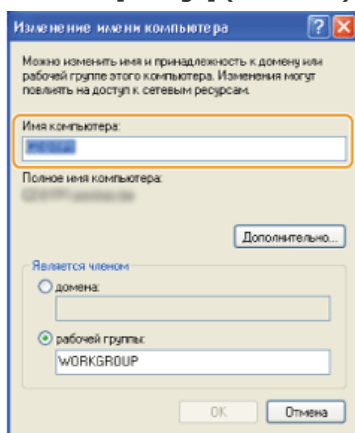 Изменение имени компьютера
Можно изменить имя и принадлежность к домену или
рабочей группе этого компьютера. Изменения могут
повлиять на доступ к сетевым ресурсам.
Имя компьютера:
Полное имя компьютера:
Дополнительно...
Является членом
домена:
рабочей группы:
WORKGROUP
OK
Отмена